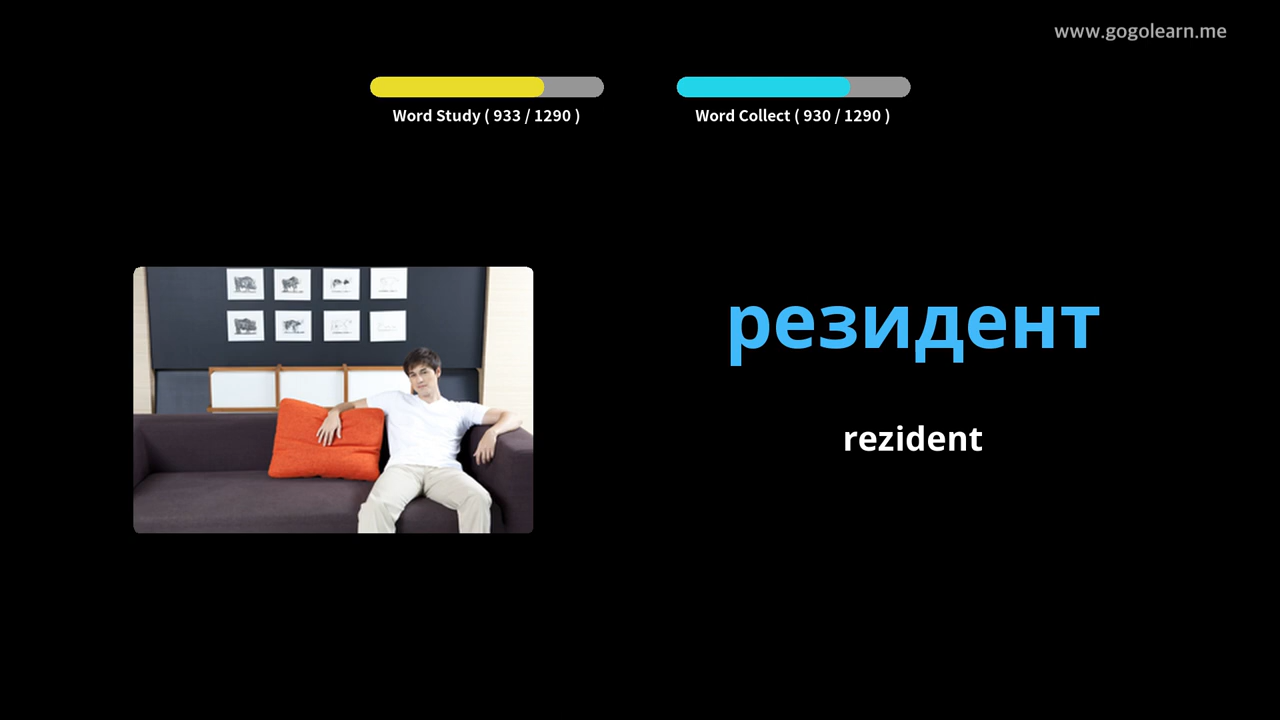 www.gogolearn.me
Word Study ( 933 / 1290 )
Word Collect ( 930 / 1290 )
резидент
rezident